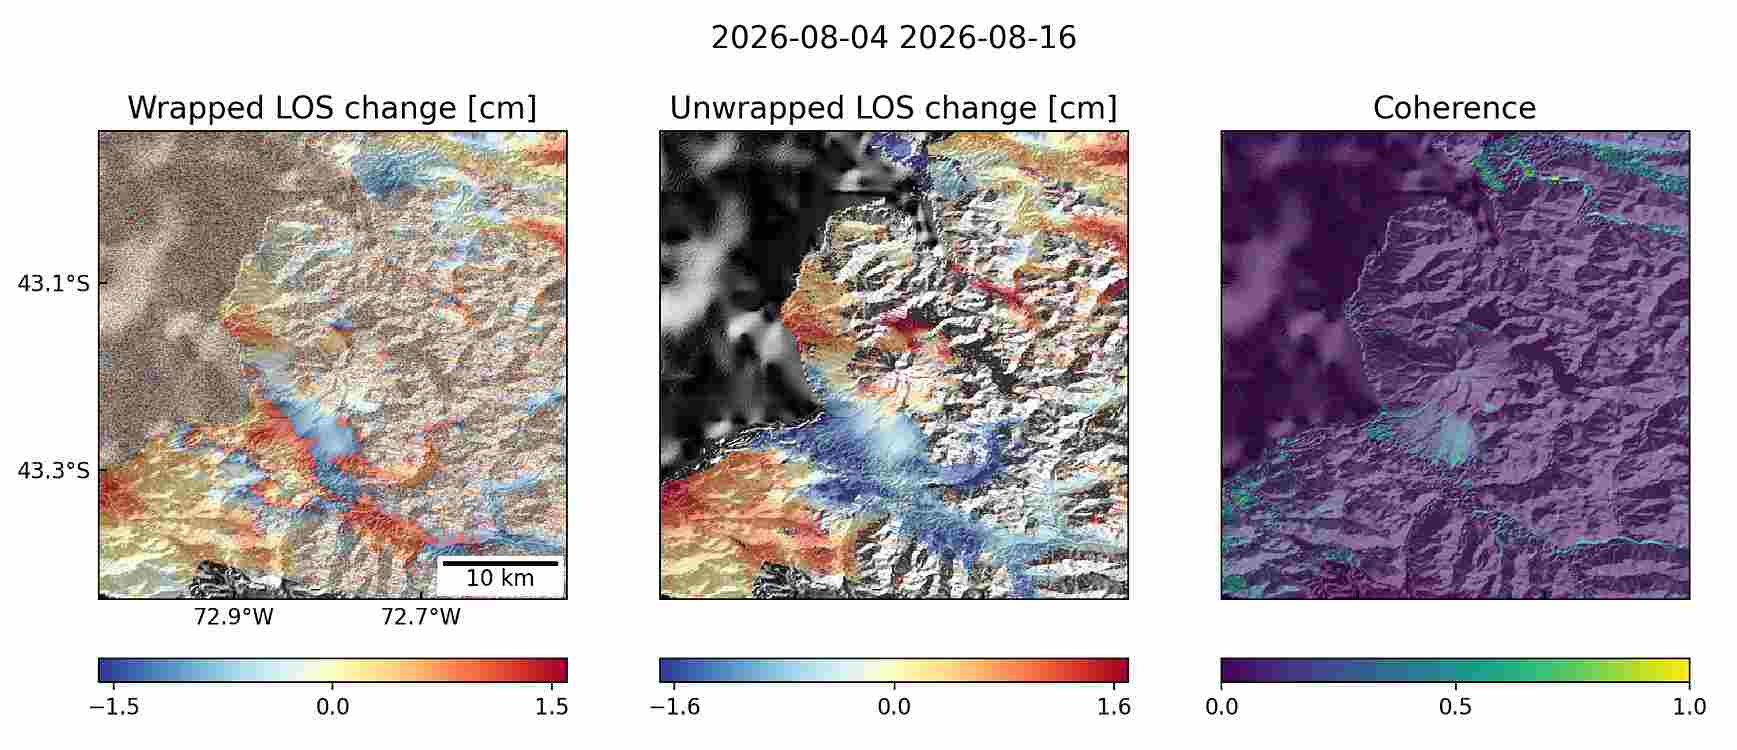 2026-08-04 2026-08-16
Wrapped LOS change [cm]
Unwrapped LOS change [cm]
Coherence
43.1°S
43.3°S
10 km
72.9°W
72.7°W
−1.5
0.0
1.5
−1.6
0.0
1.6
0.0
0.5
1.0